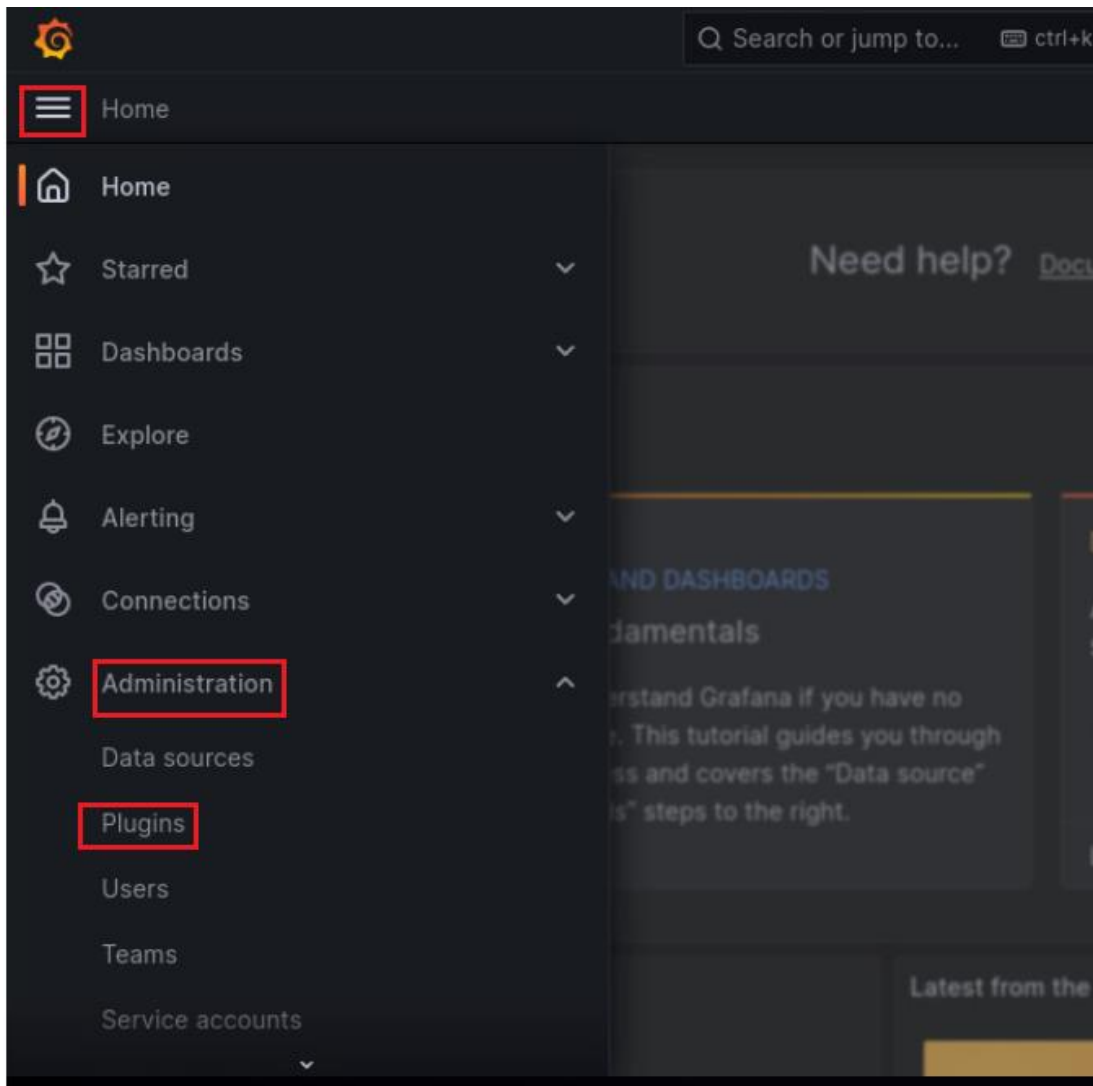 Search or jump to... ctrl+k
Home
Home
Starred
Need help? Docu
Dashboards
Explore
Alerting
AND DASHBOARDS
Connections
damentals
Administration
erstand Grafana if you have no
. This tutorial guides you through
Data sources
ss and covers the "Data source"
s" steps to the right.
Plugins
Users
Teams
Latest from the
Service accounts